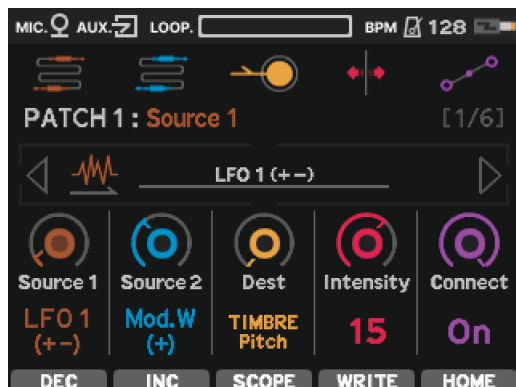 MIC. AUX. LOOP. BPM 128
PATCH 1 : Source 1 [1/6]
LFO 1 (+−)
Source 1 Source 2 Dest Intensity Connect
LFO 1 (+−) Mod.W (+) TIMBRE Pitch 15 On
DEC INC SCOPE WRITE HOME